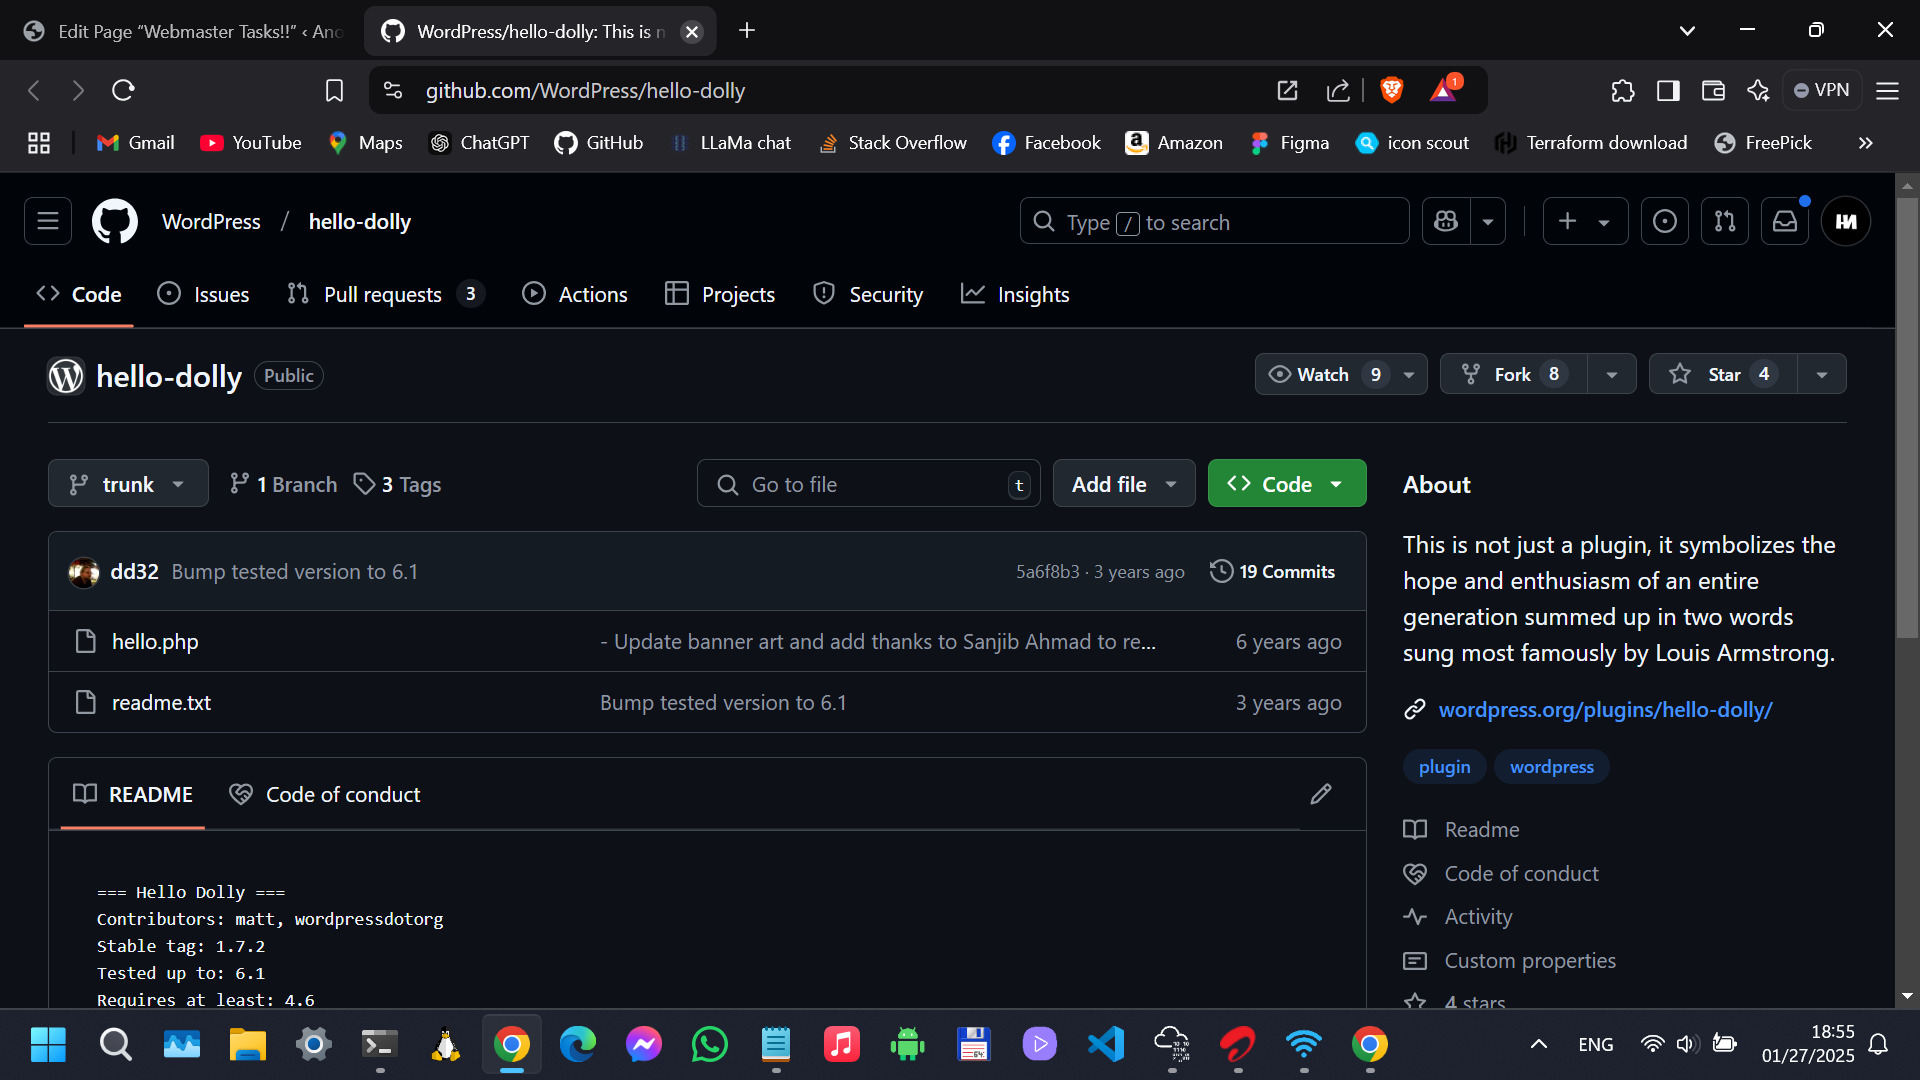 Edit Page “Webmaster Tasks!!” ‹ Ano
WordPress/hello-dolly: This is n
github.com/WordPress/hello-dolly
1
VPN
Gmail
YouTube
Maps
ChatGPT
GitHub
LLaMa chat
Stack Overflow
Facebook
Amazon
Figma
icon scout
Terraform download
FreePick
WordPress / hello-dolly
Type / to search
Code
Issues
Pull requests 3
Actions
Projects
Security
Insights
hello-dolly Public
Watch 9
Fork 8
Star 4
trunk
1 Branch
3 Tags
Go to file t
Add file
Code
dd32 Bump tested version to 6.1
5a6f8b3 · 3 years ago
19 Commits
hello.php - Update banner art and add thanks to Sanjib Ahmad to re... 6 years ago
readme.txt Bump tested version to 6.1 3 years ago
README
Code of conduct
=== Hello Dolly ===
Contributors: matt, wordpressdotorg
Stable tag: 1.7.2
Tested up to: 6.1
Requires at least: 4.6
About
This is not just a plugin, it symbolizes the
hope and enthusiasm of an entire
generation summed up in two words
sung most famously by Louis Armstrong.
wordpress.org/plugins/hello-dolly/
plugin wordpress
Readme
Code of conduct
Activity
Custom properties
4 stars
ENG
18:55
01/27/2025